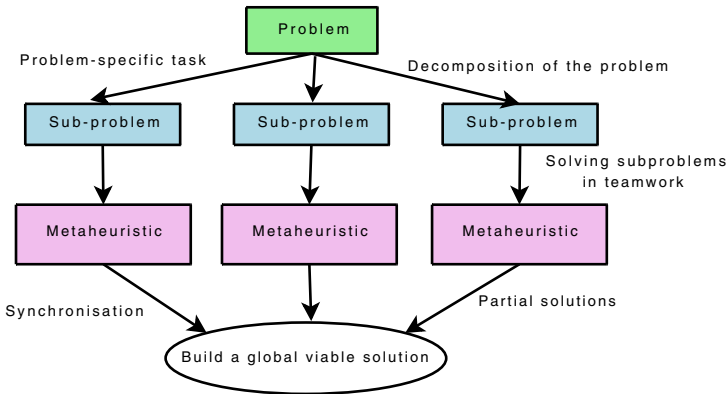 Problem
Problem-specific task
Decomposition of the problem
Sub-problem
Sub-problem
Sub-problem
Solving subproblems
in teamwork
Metaheuristic
Metaheuristic
Metaheuristic
Synchronisation
Partial solutions
Build a global viable solution